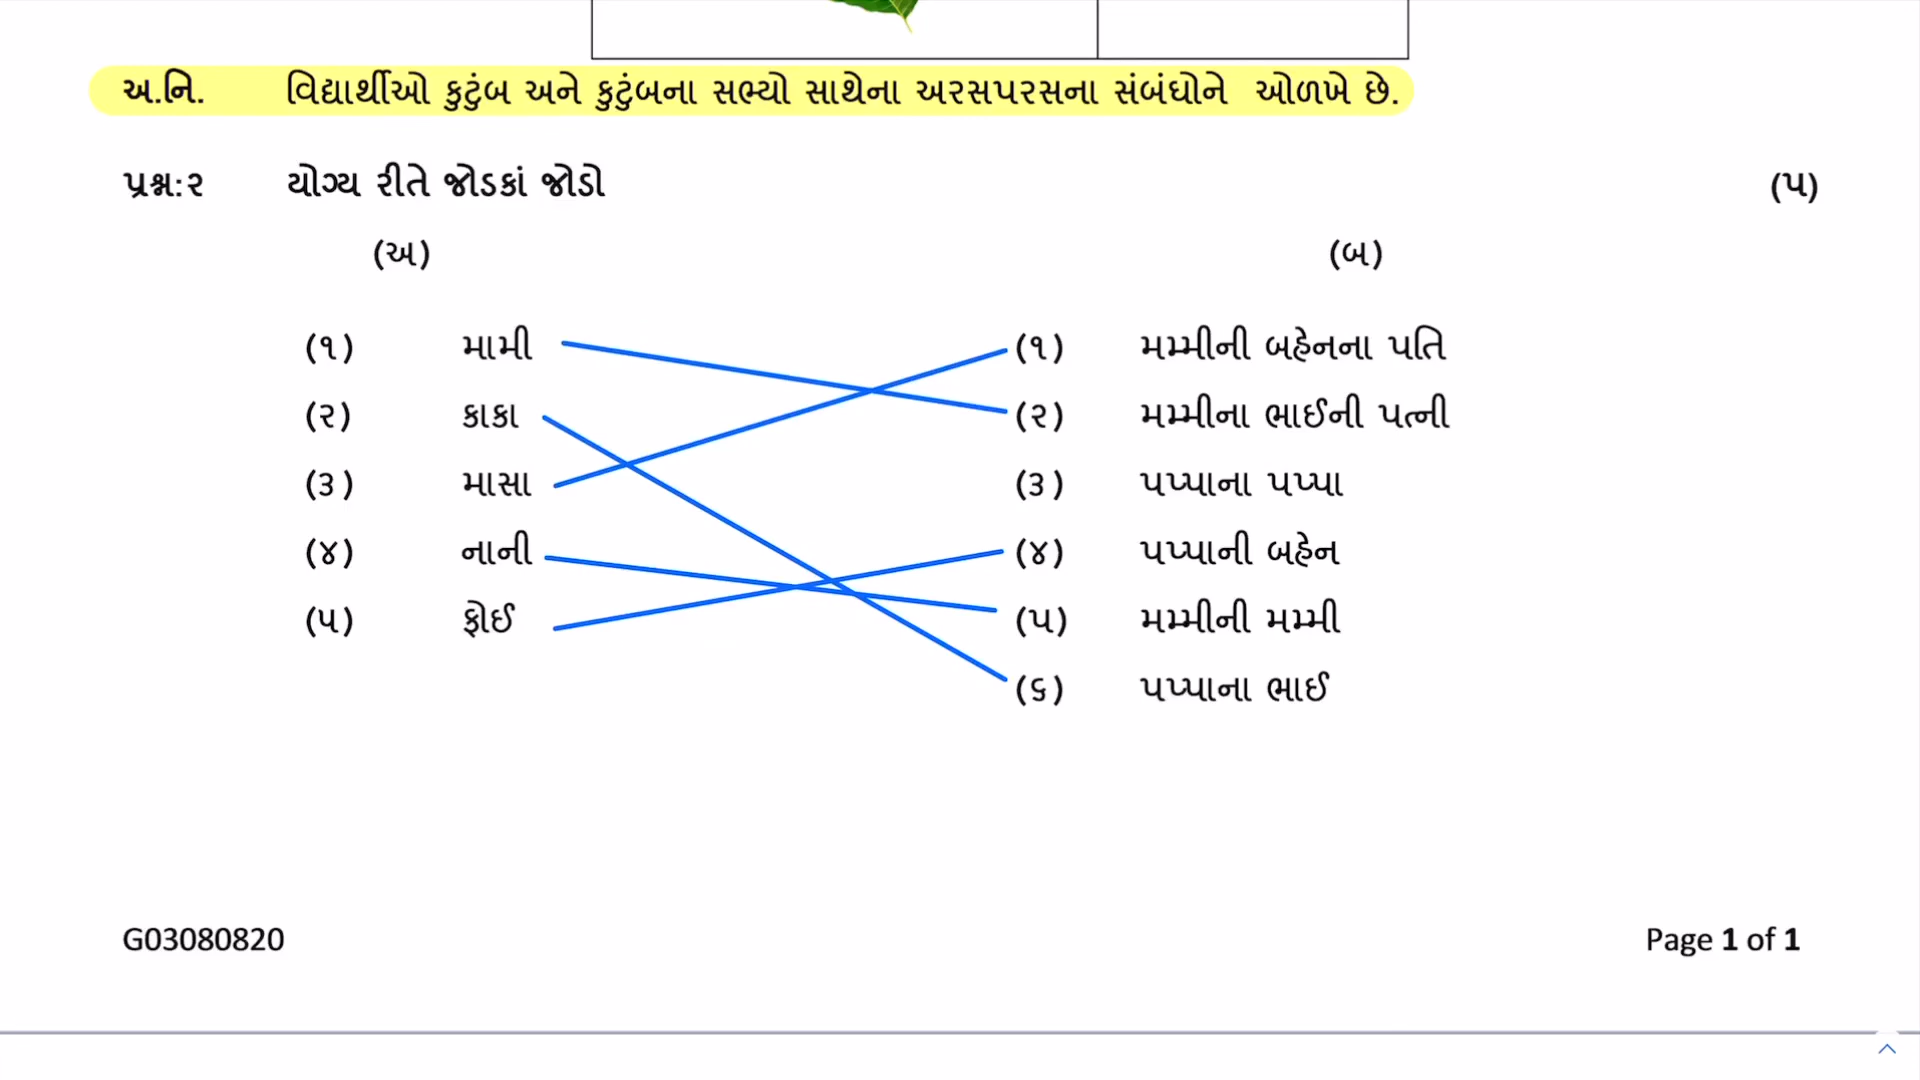 અ.નિ. વિદ્યાર્થીઓ કુટુંબ અને કુટુંબના સભ્યો સાથેના અરસપરસના સંબંધોને ઓળખે છે.
પ્રશ્ન:૨ યોગ્ય રીતે જોડકાં જોડો (૫)
(અ) (બ)
(૧) મામી (૧) મમ્મીની બહેનના પતિ
(૨) કાકા (૨) મમ્મીના ભાઈની પત્ની
(૩) માસા (૩) પપ્પાના પપ્પા
(૪) નાની (૪) પપ્પાની બહેન
(૫) ફોઈ (૫) મમ્મીની મમ્મી
(૬) પપ્પાના ભાઈ
G03080820 Page 1 of 1